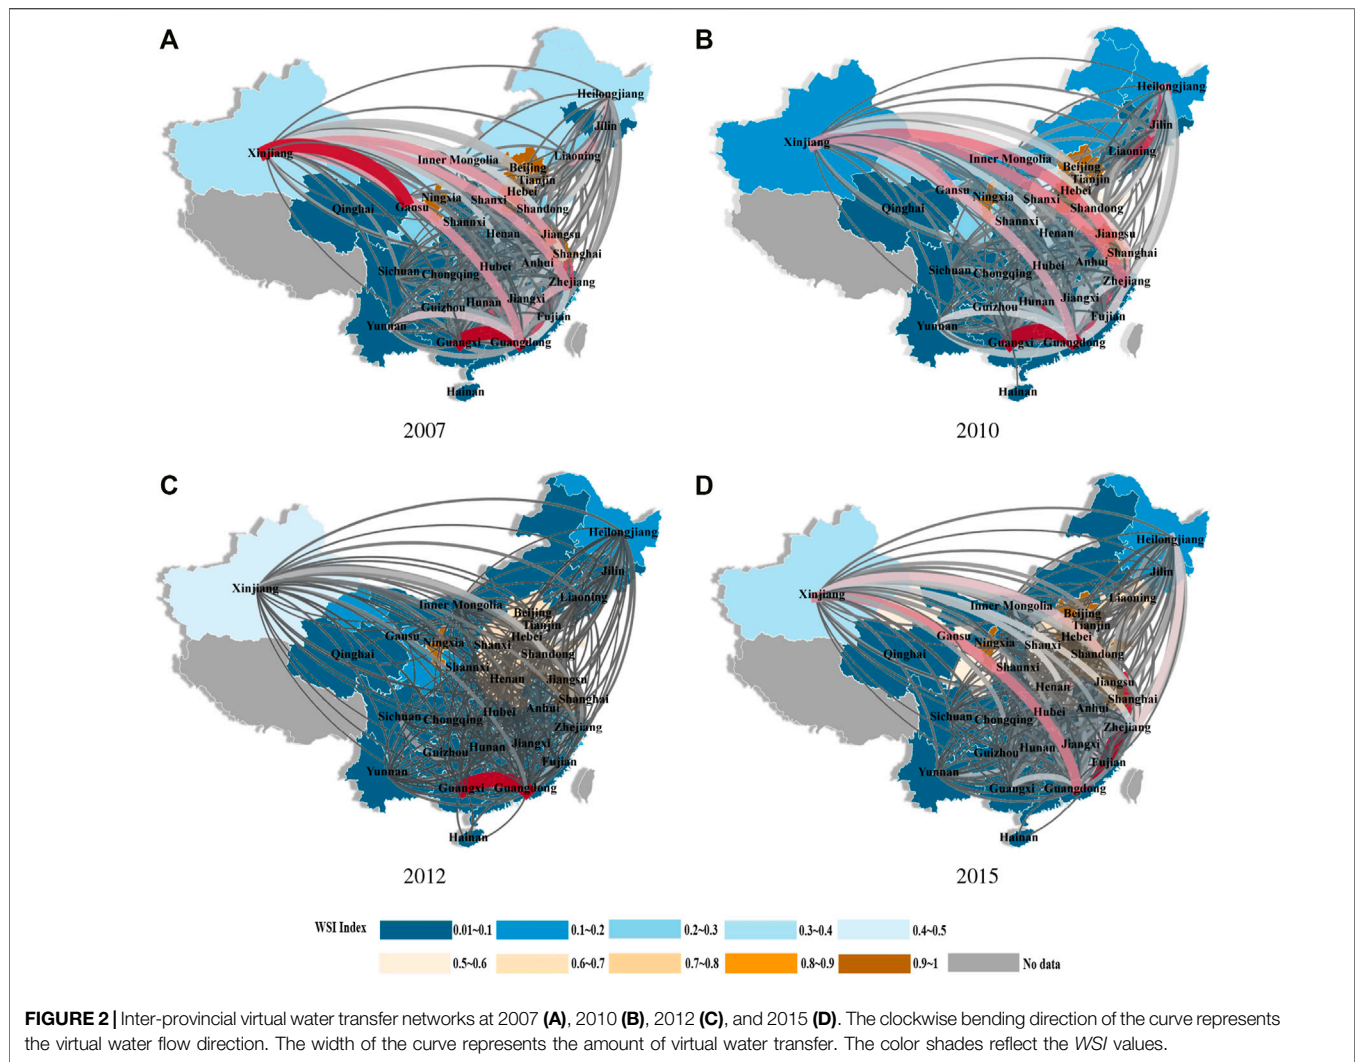 A
Heilongjiang
Jilin
Xinjiang
Inner Mongolia
Liaoning
Beijing
Tianjin
Hebei
Ningxia
Shanxi
Qinghai
Gansu
Shandong
Shannxi
Henan
Jiangsu
Shanghai
Sichuan
Chongqing
Hubei
Anhui
Zhejiang
Guizhou
Hunan
Jiangxi
Fujian
Yunnan
Guangxi
Guangdong
Hainan
2007
B
Heilongjiang
Jilin
Xinjiang
Liaoning
Inner Mongolia
Beijing
Tianjin
Gansu
Hebei
Ningxia
Shanxi
Qinghai
Shandong
Shannxi
Henan
Jiangsu
Shanghai
Sichuan
Chongqing
Hubei
Anhui
Zhejiang
Guizhou
Hunan
Jiangxi
Fujian
Yunnan
Guangxi
Guangdong
Hainan
2010
C
Heilongjiang
Jilin
Xinjiang
Liaoning
Inner Mongolia
Beijing
Tianjin
Gansu
Hebei
Ningxia
Shanxi
Qinghai
Shandong
Shannxi
Henan
Jiangsu
Shanghai
Sichuan
Chongqing
Hubei
Anhui
Zhejiang
Guizhou
Hunan
Jiangxi
Fujian
Yunnan
Guangxi
Guangdong
Hainan
2012
D
Heilongjiang
Jilin
Xinjiang
Liaoning
Inner Mongolia
Beijing
Tianjin
Gansu
Hebei
Ningxia
Shanxi
Qinghai
Shandong
Shannxi
Henan
Jiangsu
Shanghai
Sichuan
Chongqing
Hubei
Anhui
Zhejiang
Guizhou
Hunan
Jiangxi
Fujian
Yunnan
Guangxi
Guangdong
Hainan
2015
WSI Index 0.01~0.1 0.1~0.2 0.2~0.3 0.3~0.4 0.4~0.5
0.5~0.6 0.6~0.7 0.7~0.8 0.8~0.9 0.9~1 No data
FIGURE 2 | Inter-provincial virtual water transfer networks at 2007 (A), 2010 (B), 2012 (C), and 2015 (D). The clockwise bending direction of the curve represents
the virtual water flow direction. The width of the curve represents the amount of virtual water transfer. The color shades reflect the WSI values.